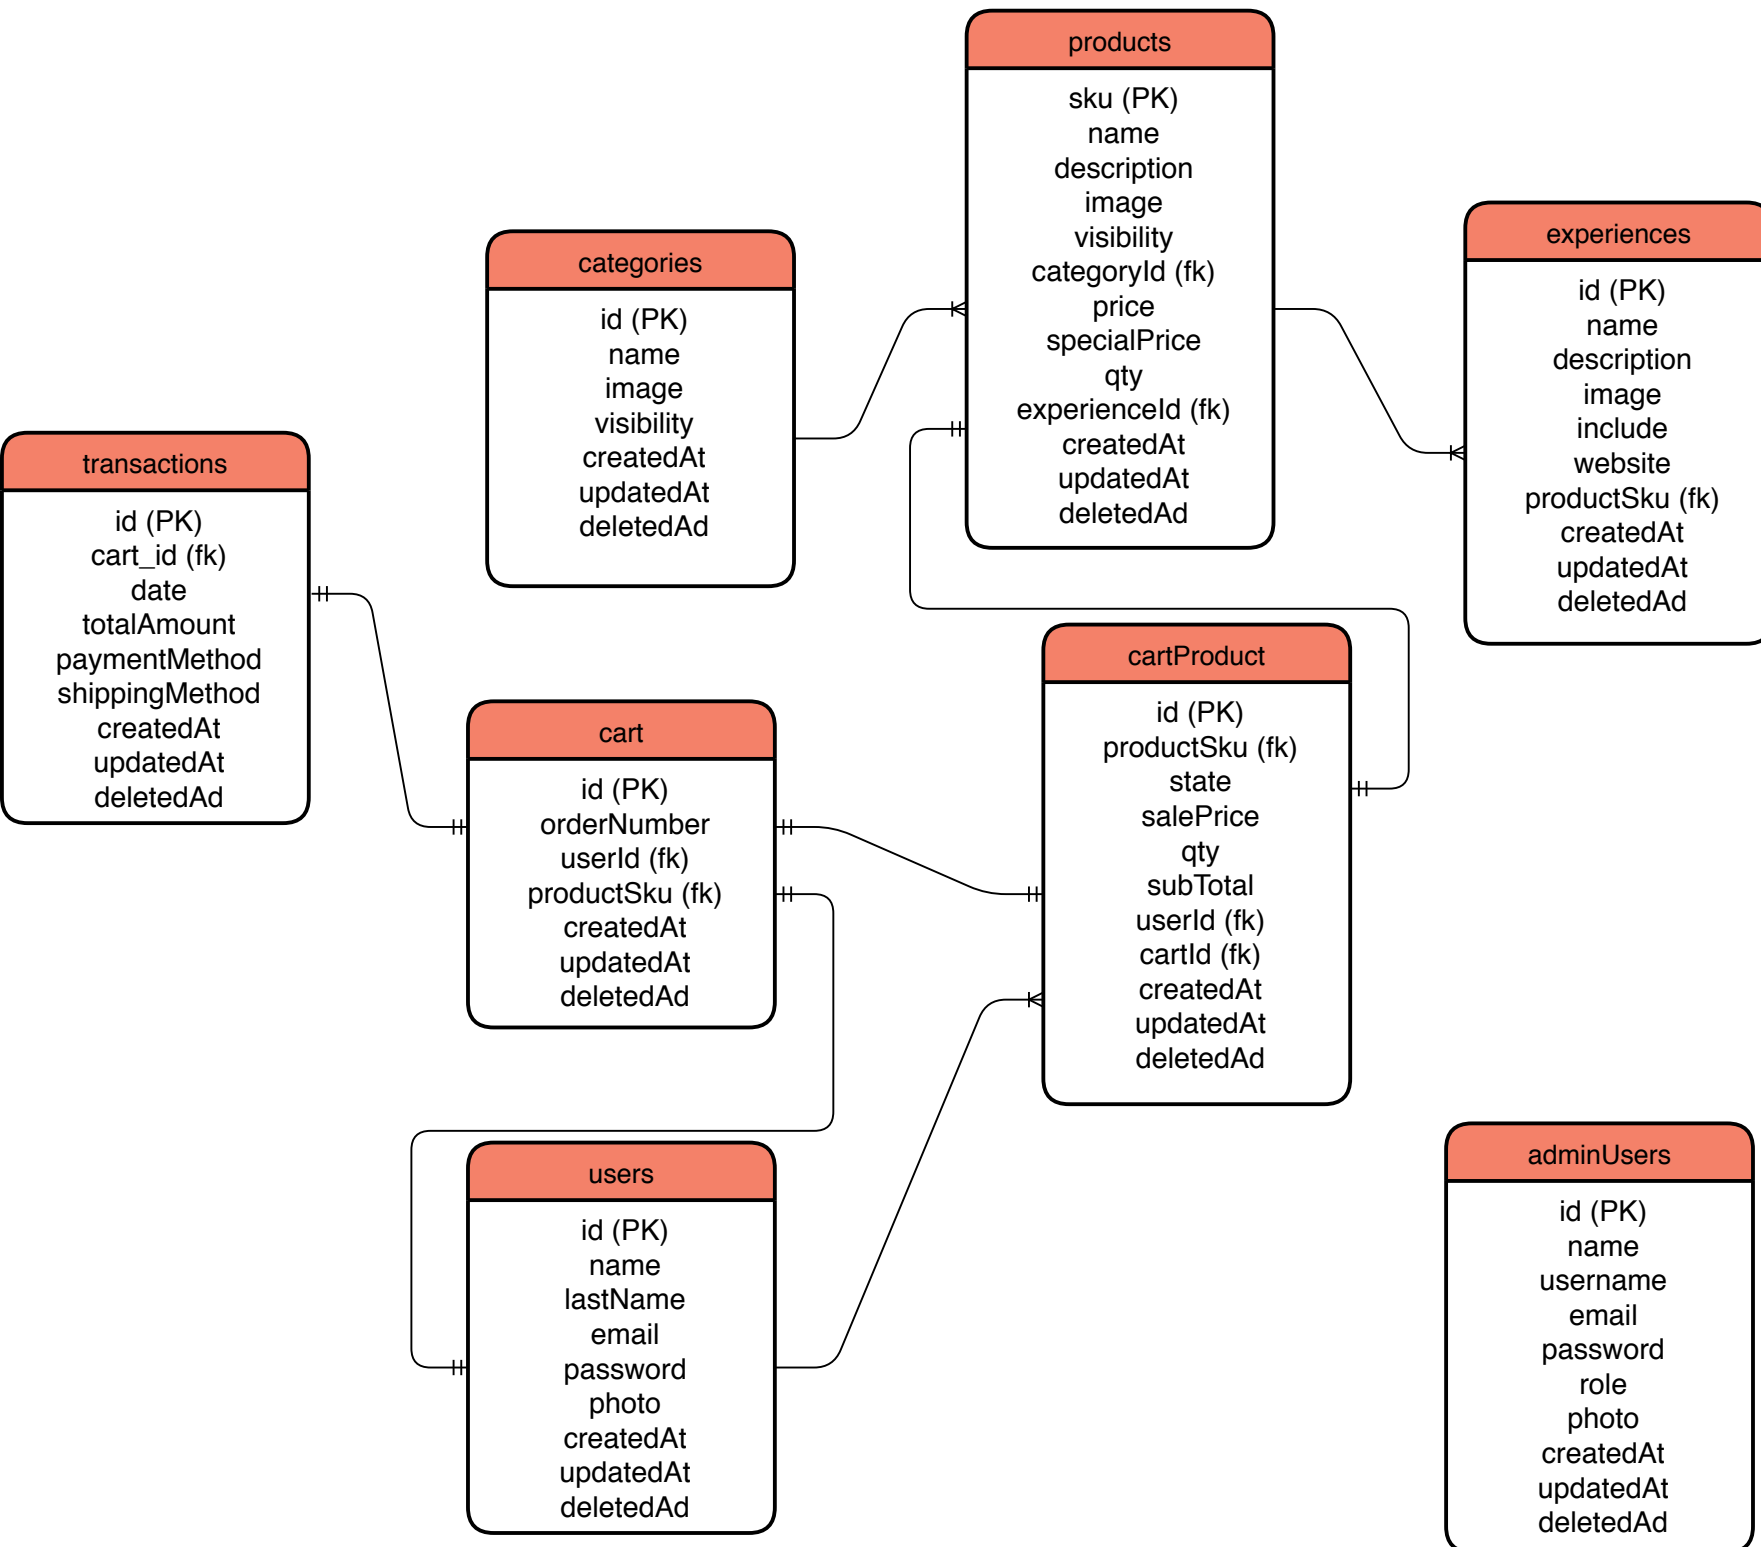 products
sku (PK)
name
description
image
visibility
categoryId (fk)
price
specialPrice
qty
experienceId (fk)
createdAt
updatedAt
deletedAd
experiences
id (PK)
name
description
image
include
website
productSku (fk)
createdAt
updatedAt
deletedAd
categories
id (PK)
name
image
visibility
createdAt
updatedAt
deletedAd
transactions
id (PK)
cart_id (fk)
date
totalAmount
paymentMethod
shippingMethod
createdAt
updatedAt
deletedAd
cartProduct
id (PK)
productSku (fk)
state
salePrice
qty
subTotal
userId (fk)
cartId (fk)
createdAt
updatedAt
deletedAd
cart
id (PK)
orderNumber
userId (fk)
productSku (fk)
createdAt
updatedAt
deletedAd
users
id (PK)
name
lastName
email
password
photo
createdAt
updatedAt
deletedAd
adminUsers
id (PK)
name
username
email
password
role
photo
createdAt
updatedAt
deletedAd